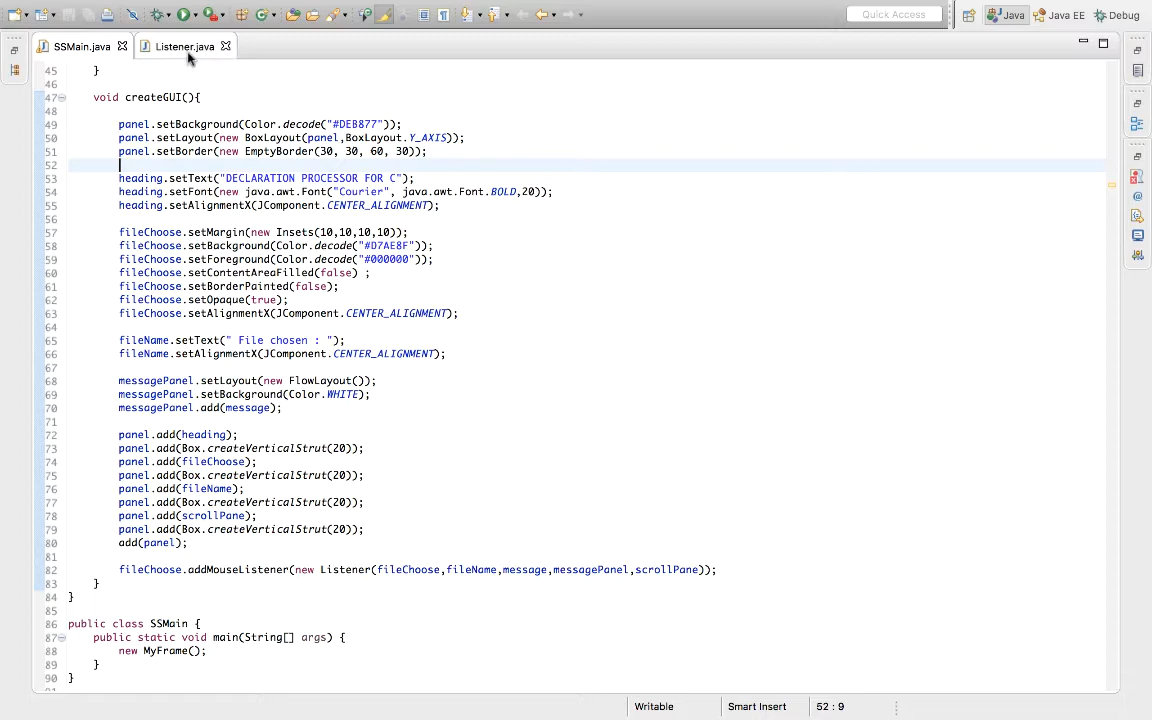 Quick Access
Java
Java EE
Debug
SSMain.java
Listener.java
45 }
46
47 void createGUI(){
48
49 panel.setBackground(Color.decode("#DEB877"));
50 panel.setLayout(new BoxLayout(panel,BoxLayout.Y_AXIS));
51 panel.setBorder(new EmptyBorder(30, 30, 60, 30));
52
53 heading.setText("DECLARATION PROCESSOR FOR C");
54 heading.setFont(new java.awt.Font("Courier", java.awt.Font.BOLD,20));
55 heading.setAlignmentX(JComponent.CENTER_ALIGNMENT);
56
57 fileChoose.setMargin(new Insets(10,10,10,10));
58 fileChoose.setBackground(Color.decode("#D7AE8F"));
59 fileChoose.setForeground(Color.decode("#000000"));
60 fileChoose.setContentAreaFilled(false) ;
61 fileChoose.setBorderPainted(false);
62 fileChoose.setOpaque(true);
63 fileChoose.setAlignmentX(JComponent.CENTER_ALIGNMENT);
64
65 fileName.setText(" File chosen : ");
66 fileName.setAlignmentX(JComponent.CENTER_ALIGNMENT);
67
68 messagePanel.setLayout(new FlowLayout());
69 messagePanel.setBackground(Color.WHITE);
70 messagePanel.add(message);
71
72 panel.add(heading);
73 panel.add(Box.createVerticalStrut(20));
74 panel.add(fileChoose);
75 panel.add(Box.createVerticalStrut(20));
76 panel.add(fileName);
77 panel.add(Box.createVerticalStrut(20));
78 panel.add(scrollPane);
79 panel.add(Box.createVerticalStrut(20));
80 add(panel);
81
82 fileChoose.addMouseListener(new Listener(fileChoose,fileName,message,messagePanel,scrollPane));
83 }
84 }
85
86 public class SSMain {
87 public static void main(String[] args) {
88 new MyFrame();
89 }
90 }
Writable
Smart Insert
52 : 9